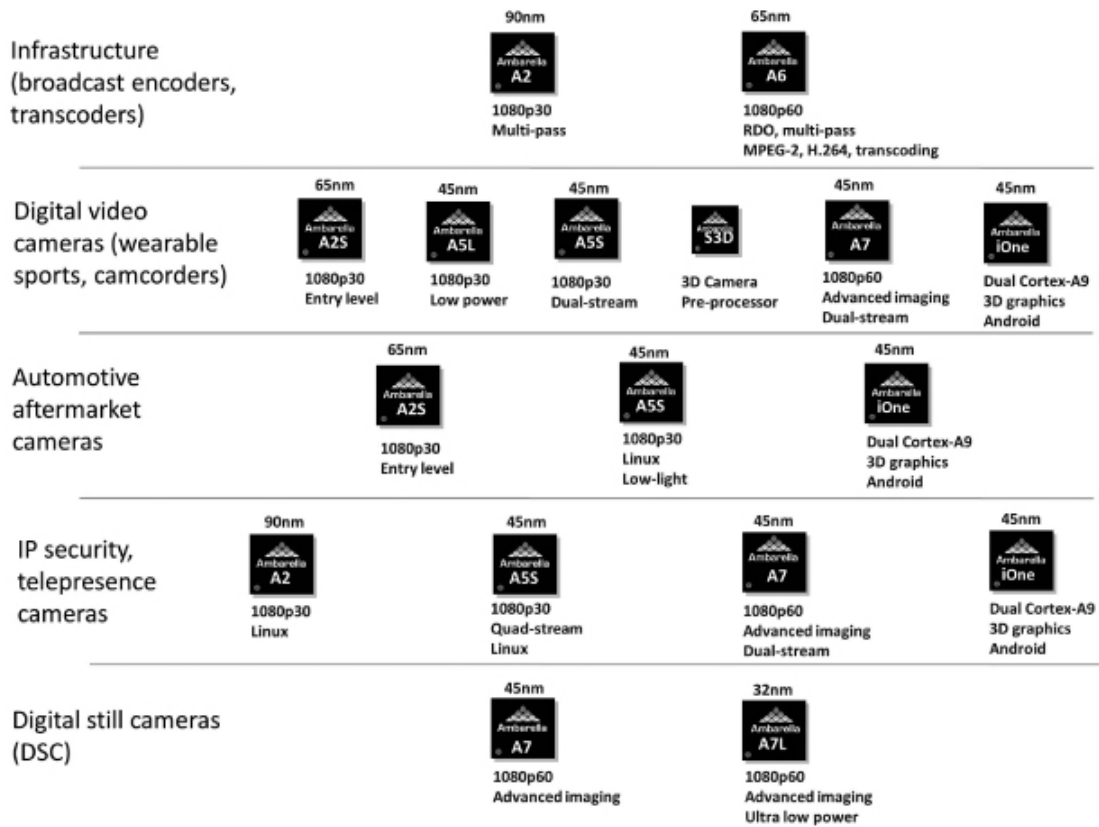 90nm
65nm
Infrastructure
(broadcast encoders,
transcoders)
Ambarella
A2
Ambarella
A6
1080p30
Multi-pass
1080p60
RDO, multi-pass
MPEG-2, H.264, transcoding
Digital video
cameras (wearable
sports, camcorders)
65nm
Ambarella
A2S
1080p30
Entry level
45nm
Ambarella
A5L
1080p30
Low power
45nm
Ambarella
A5S
1080p30
Dual-stream
Ambarella
S3D
3D Camera
Pre-processor
45nm
Ambarella
A7
1080p60
Advanced imaging
Dual-stream
45nm
Ambarella
iOne
Dual Cortex-A9
3D graphics
Android
Automotive
aftermarket
cameras
65nm
Ambarella
A2S
1080p30
Entry level
45nm
Ambarella
A5S
1080p30
Linux
Low-light
45nm
Ambarella
iOne
Dual Cortex-A9
3D graphics
Android
IP security,
telepresence
cameras
90nm
Ambarella
A2
1080p30
Linux
45nm
Ambarella
A5S
1080p30
Quad-stream
Linux
45nm
Ambarella
A7
1080p60
Advanced imaging
Dual-stream
45nm
Ambarella
iOne
Dual Cortex-A9
3D graphics
Android
Digital still cameras
(DSC)
45nm
Ambarella
A7
1080p60
Advanced imaging
32nm
Ambarella
A7L
1080p60
Advanced imaging
Ultra low power